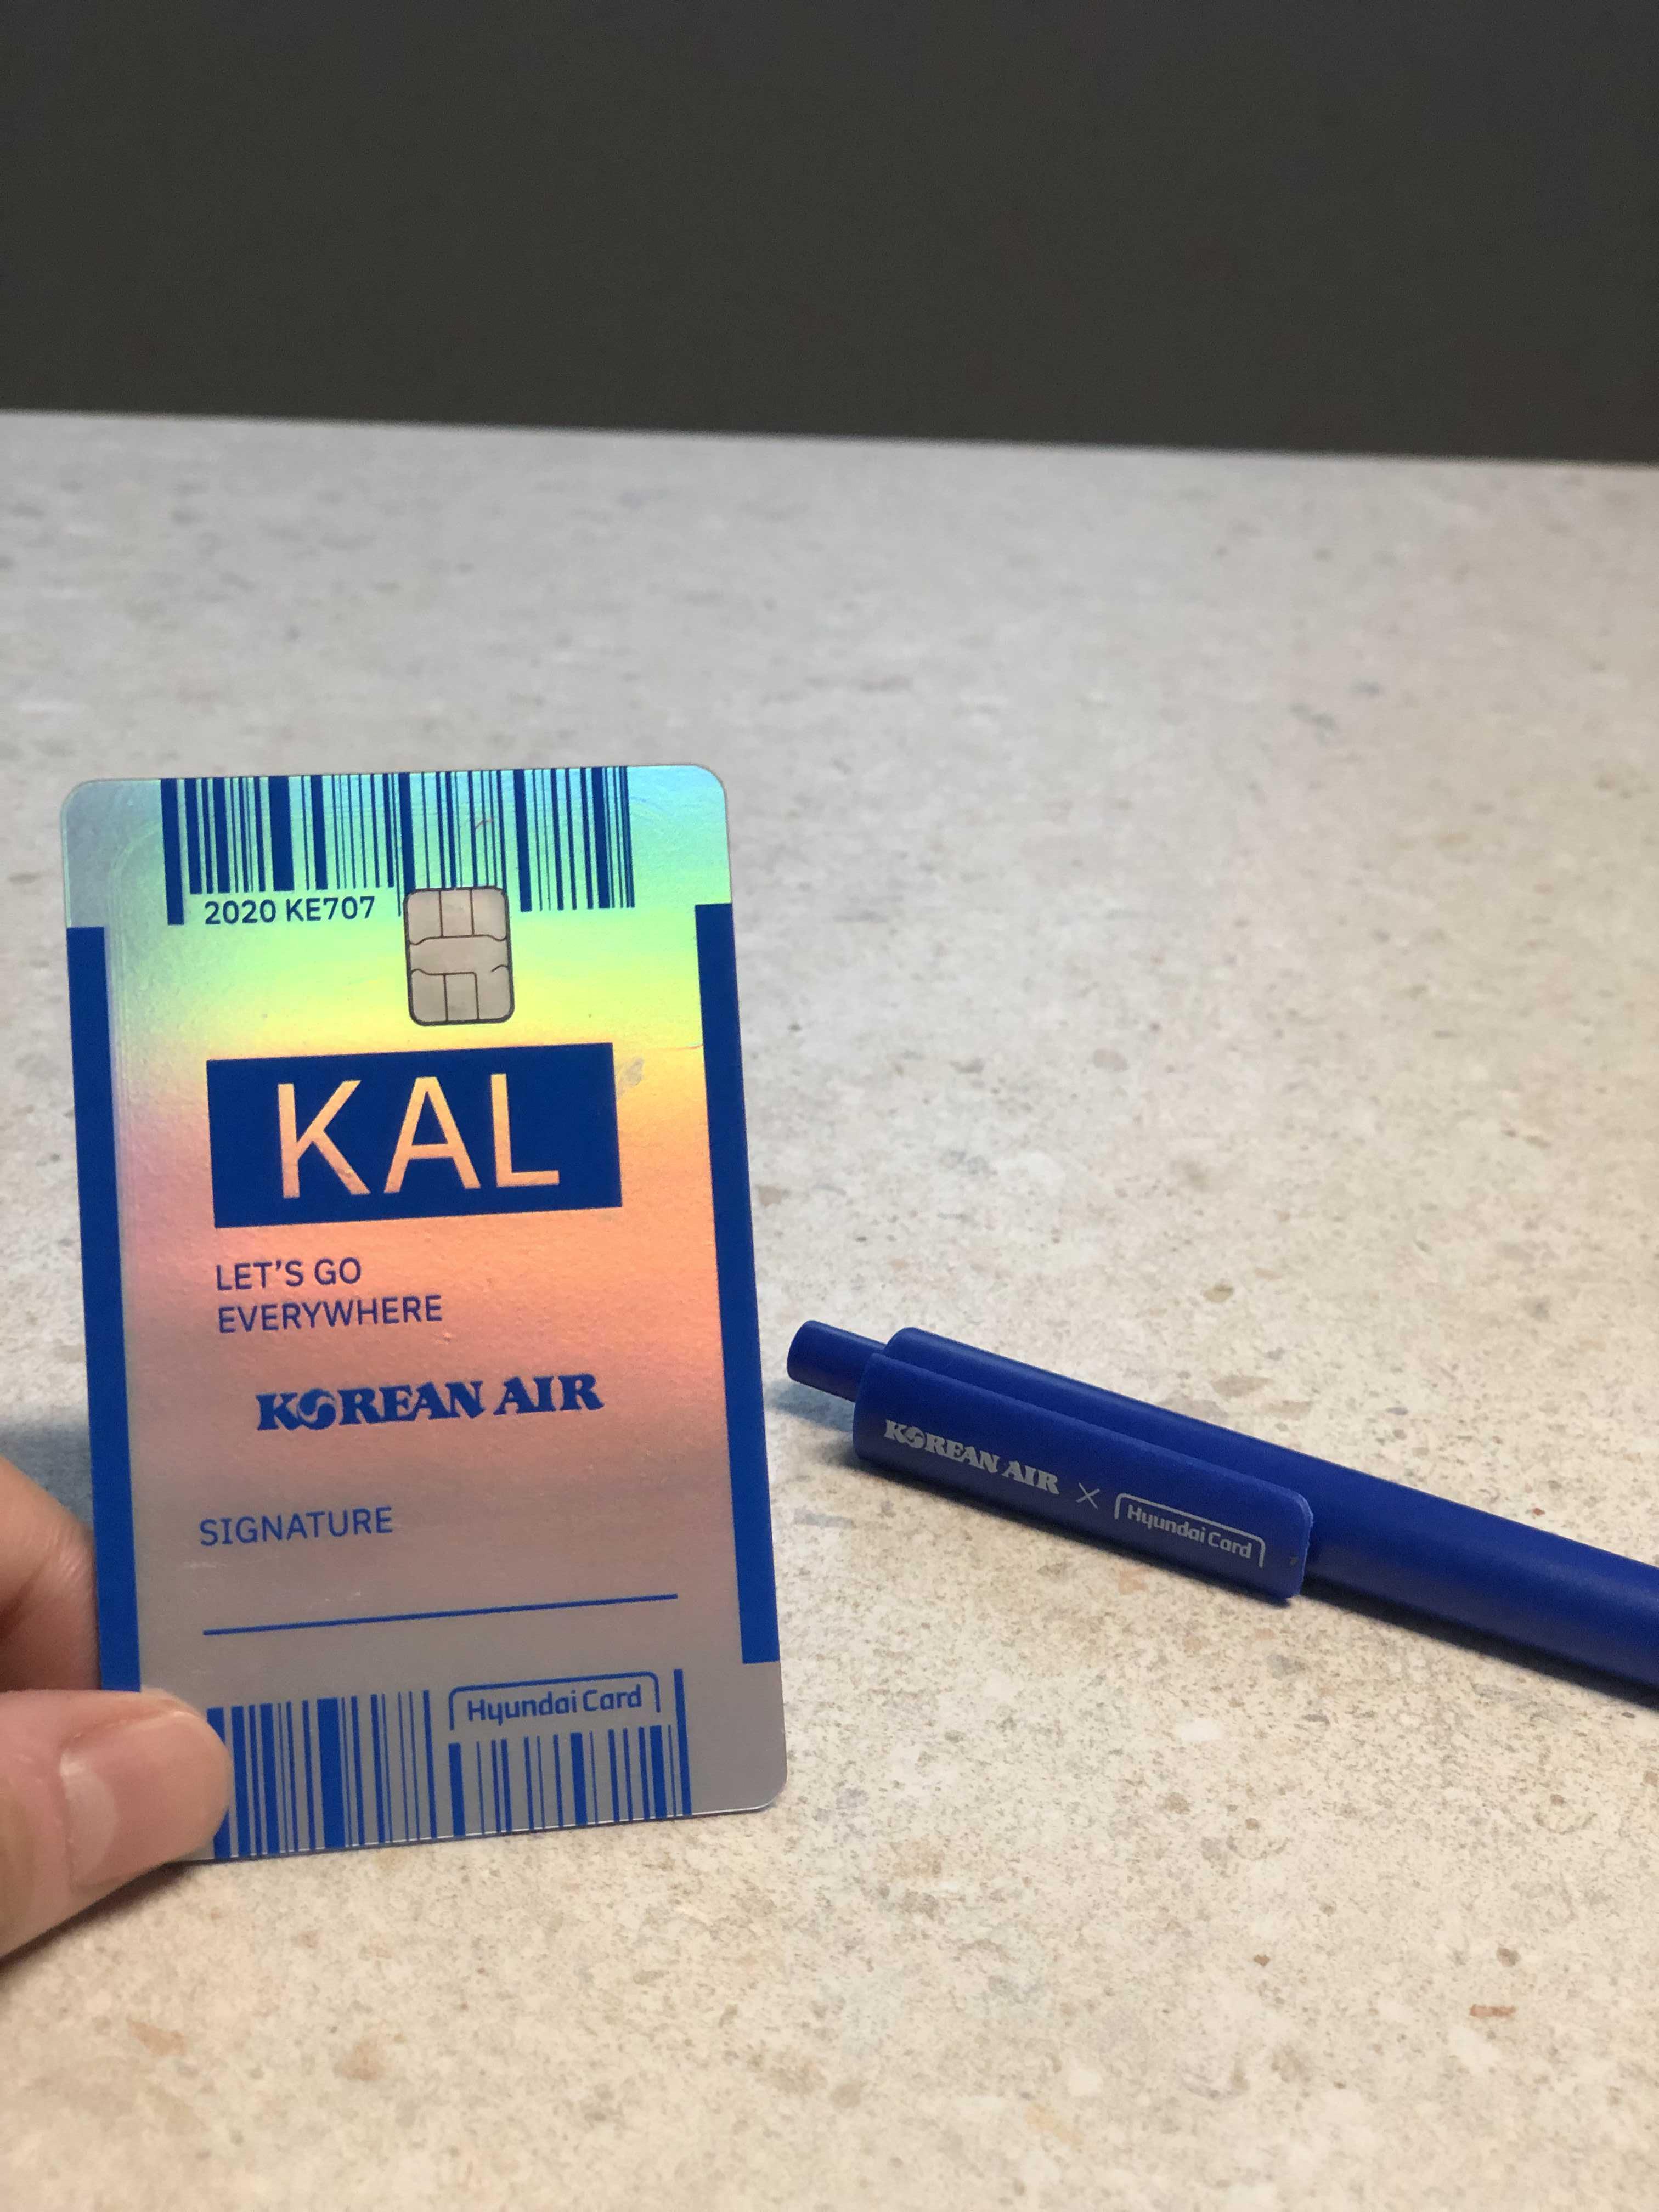 2020 KE707
KAL
LET'S GO
EVERYWHERE
KOREAN AIR
SIGNATURE
Hyundai Card
KOREAN AIR × Hyundai Card